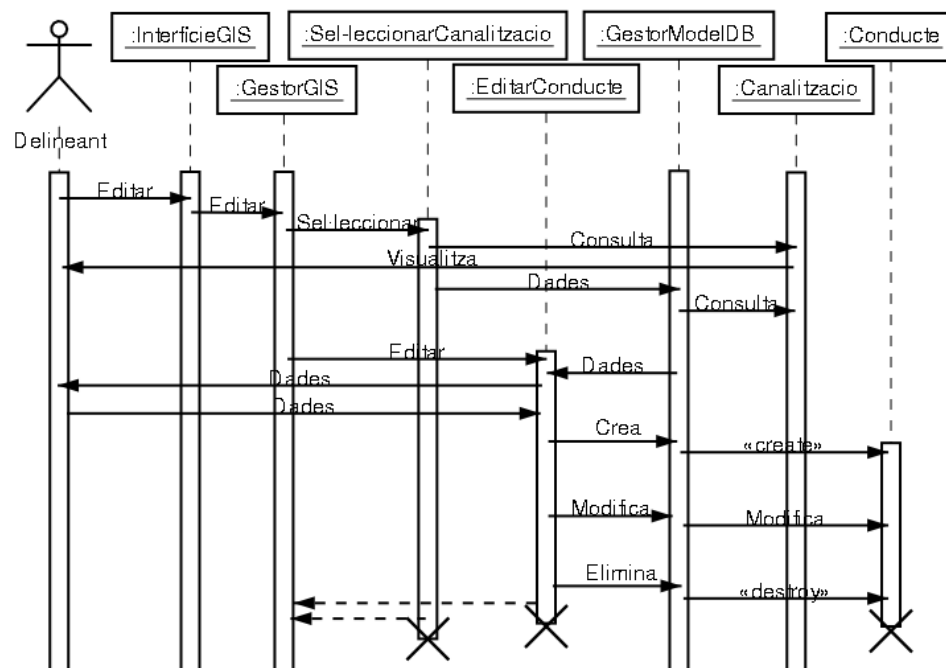 :InterfícieGIS
:Sel·leccionarCanalitzacio
:GestorModelDB
:Conducte
:GestorGIS
:EditarConducte
:Canalitzacio
Delineant
Editar
Editar
Sel·leccionar
Consulta
Visualitza
Dades
Consulta
Editar
Dades
Dades
Dades
Crea
«create»
Modifica
Modifica
Elimina
«destroy»